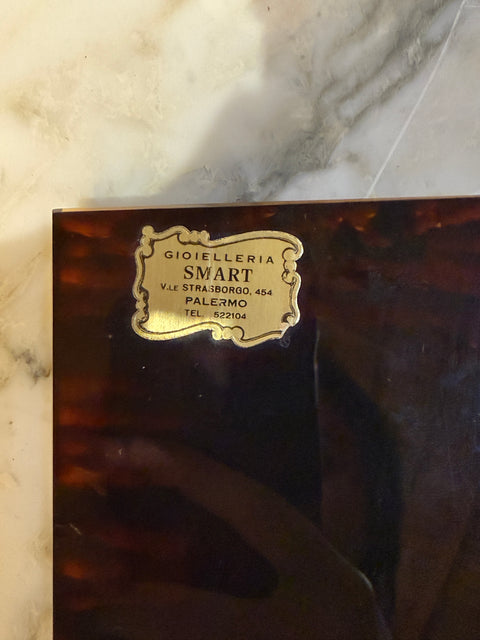 GIOIELLERIA
SMART
V.LE STRASBORGO, 454
PALERMO
TEL. 522104